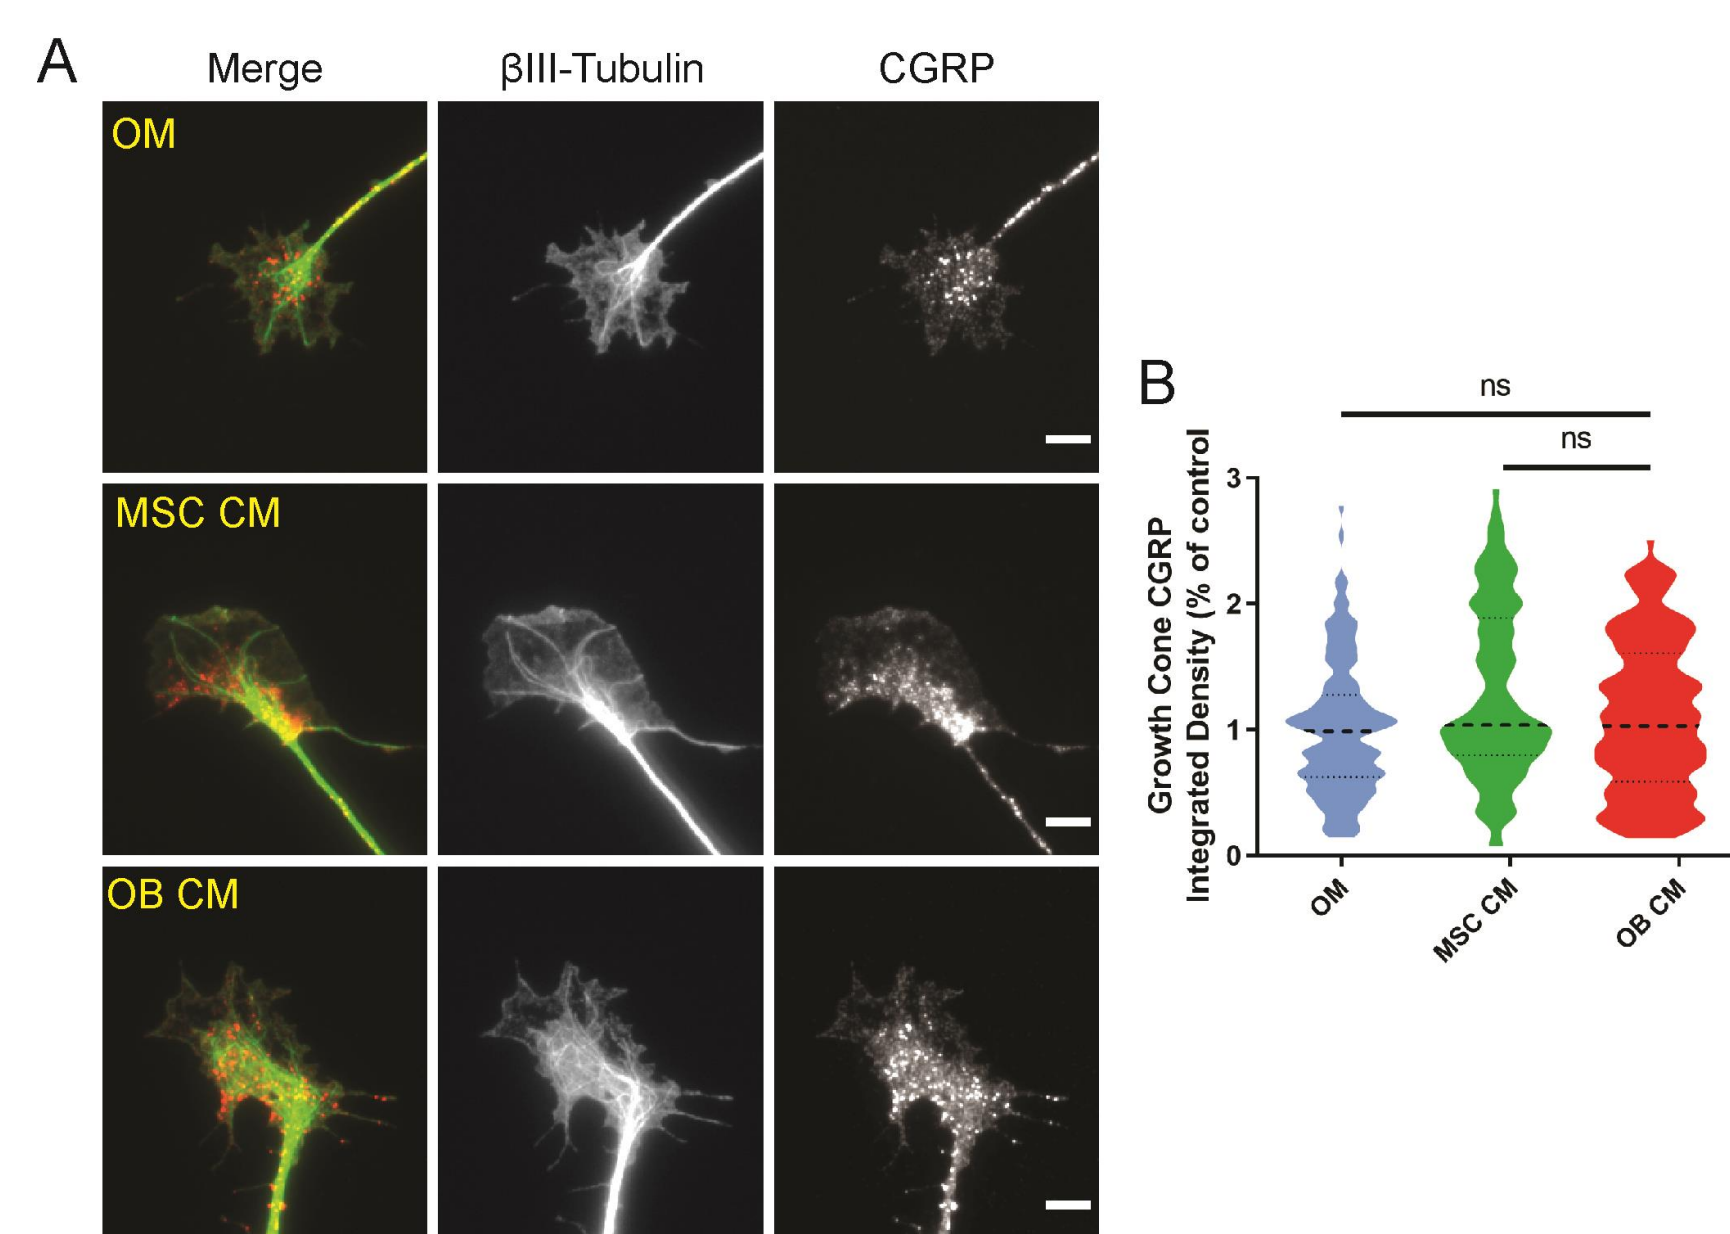 A
Merge
βIII-Tubulin
CGRP
OM
MSC CM
OB CM
B
ns
ns
Growth Cone CGRP
Integrated Density (% of control
3
2
1
0
OM
MSC CM
OB CM